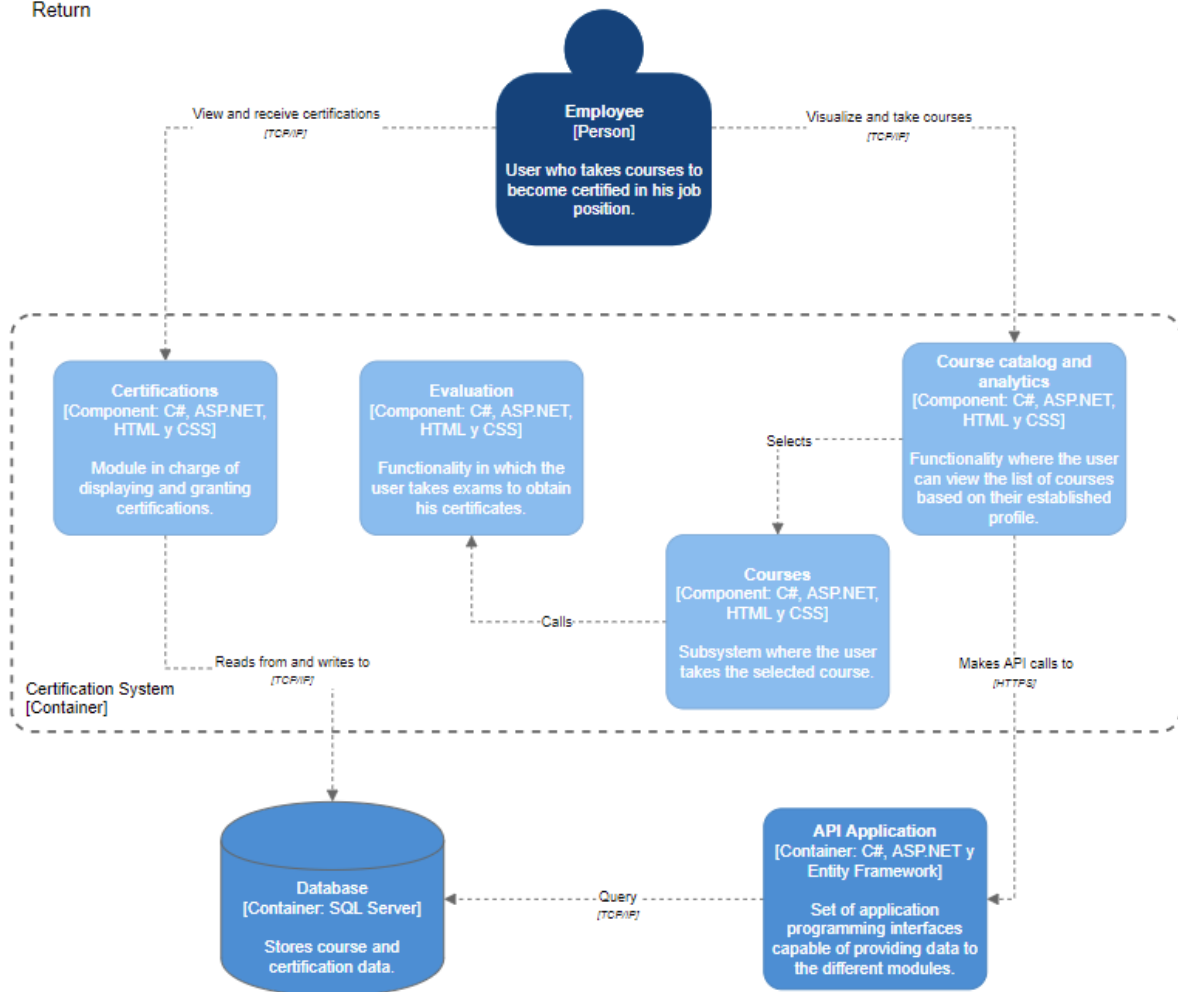 Return
Employee
[Person]
User who takes courses to
become certified in his job
position.
View and receive certifications
[TCP/IP]
Visualize and take courses
[TCP/IP]
Certifications
[Component: C#, ASP.NET,
HTML y CSS]
Module in charge of
displaying and granting
certifications.
Evaluation
[Component: C#, ASP.NET,
HTML y CSS]
Functionality in which the
user takes exams to obtain
his certificates.
Course catalog and
analytics
[Component: C#, ASP.NET,
HTML y CSS]
Functionality where the user
can view the list of courses
based on their established
profile.
Selects
Courses
[Component: C#, ASP.NET,
HTML y CSS]
Subsystem where the user
takes the selected course.
Calls
Reads from and writes to
[TCP/IP]
Makes API calls to
[HTTPS]
Certification System
[Container]
Database
[Container: SQL Server]
Stores course and
certification data.
Query
[TCP/IP]
API Application
[Container: C#, ASP.NET y
Entity Framework]
Set of application
programming interfaces
capable of providing data to
the different modules.